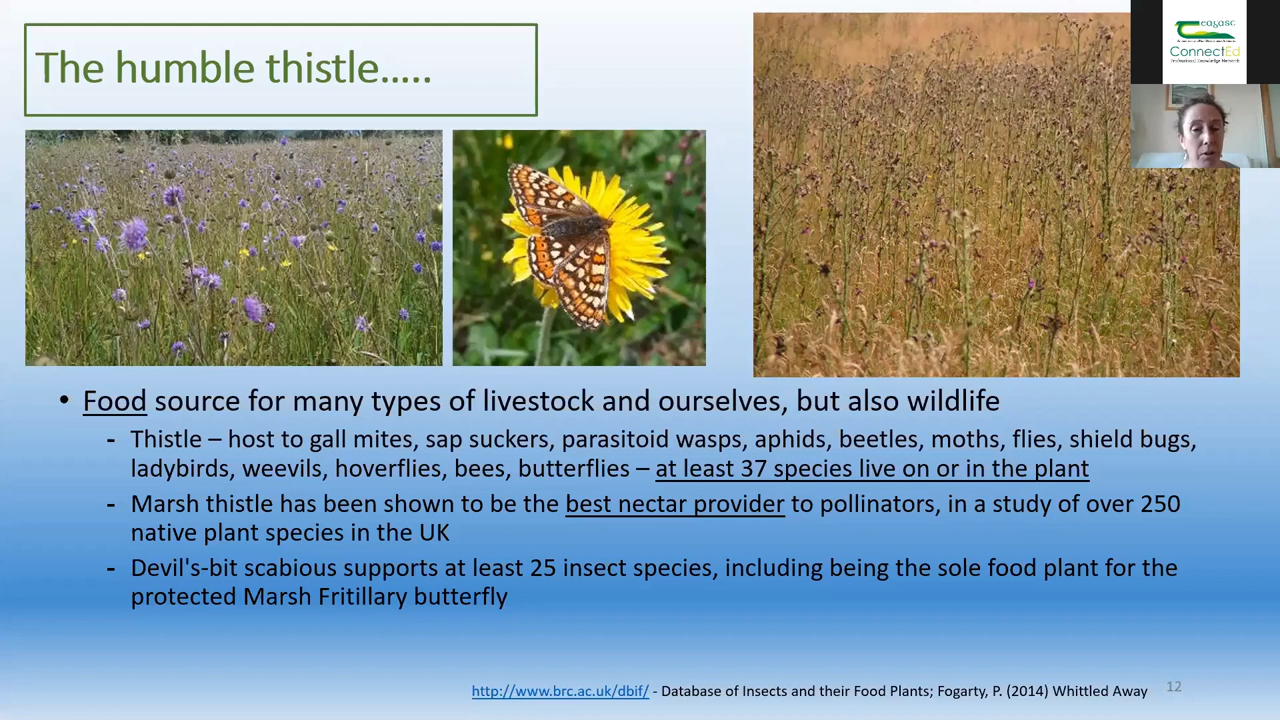 The humble thistle.....
eagasc
ConnectEd
• Food source for many types of livestock and ourselves, but also wildlife
- Thistle – host to gall mites, sap suckers, parasitoid wasps, aphids, beetles, moths, flies, shield bugs,
ladybirds, weevils, hoverflies, bees, butterflies – at least 37 species live on or in the plant
- Marsh thistle has been shown to be the best nectar provider to pollinators, in a study of over 250
native plant species in the UK
- Devil's-bit scabious supports at least 25 insect species, including being the sole food plant for the
protected Marsh Fritillary butterfly
http://www.brc.ac.uk/dbif/ - Database of Insects and their Food Plants; Fogarty, P. (2014) Whittled Away
12